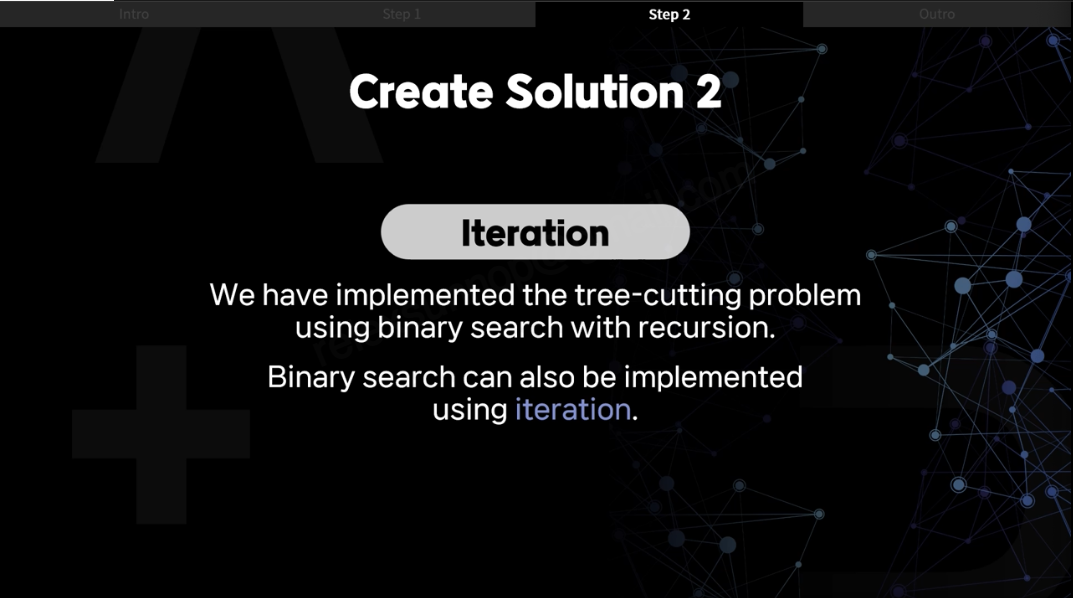 Intro
Step 1
Step 2
Outro
Create Solution 2
Iteration
We have implemented the tree-cutting problem
using binary search with recursion.
Binary search can also be implemented
using iteration.